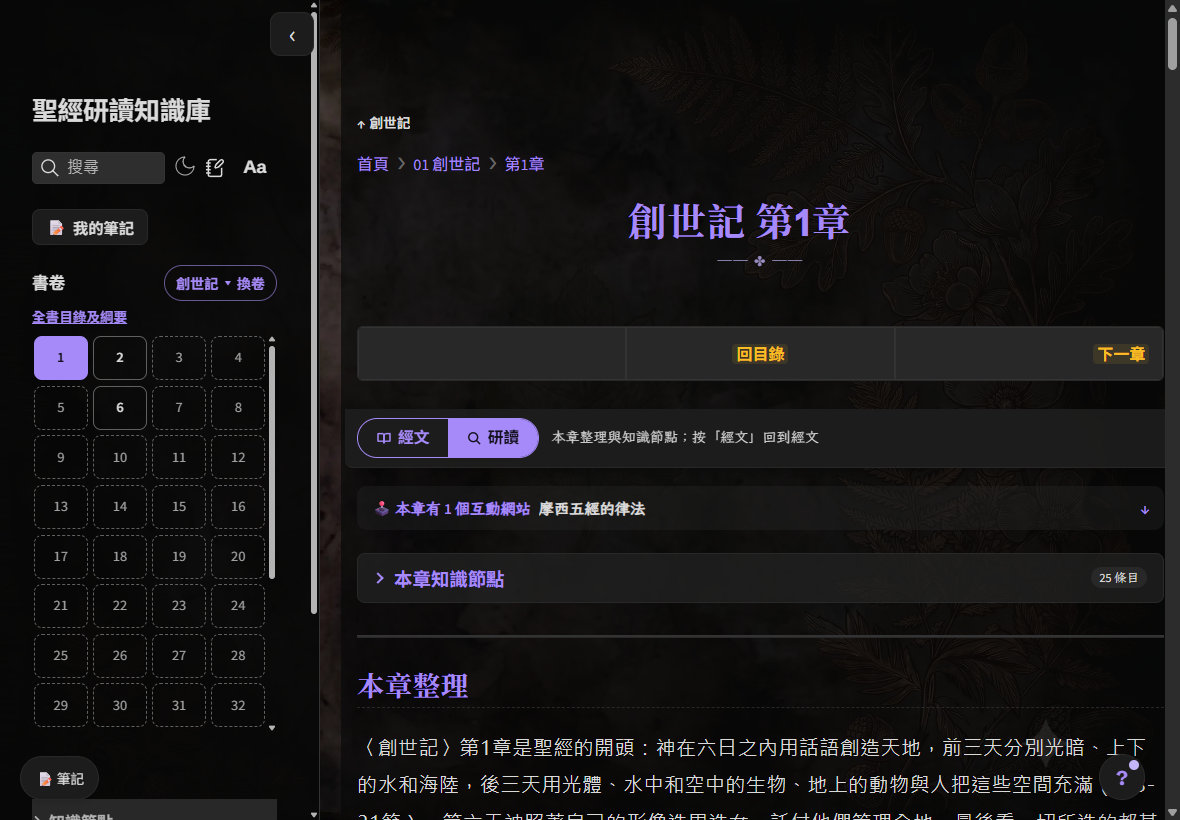 聖經研讀知識庫
搜尋
Aa
我的筆記
書卷
創世記 ▾ 換卷
全書目錄及綱要
1 2 3 4
5 6 7 8
9 10 11 12
13 14 15 16
17 18 19 20
21 22 23 24
25 26 27 28
29 30 31 32
筆記
知識節點
↑ 創世記
首頁 > 01 創世記 > 第1章
創世記 第1章
回目錄
下一章
經文
研讀
本章整理與知識節點；按「經文」回到經文
本章有 1 個互動網站 摩西五經的律法 ↓
本章知識節點
25 條目
本章整理
〈創世記〉第1章是聖經的開頭：神在六日之內用話語創造天地，前三天分別光暗、上下
的水和海陸，後三天用光體、水中和空中的生物、地上的動物與人把這些空間充滿
?